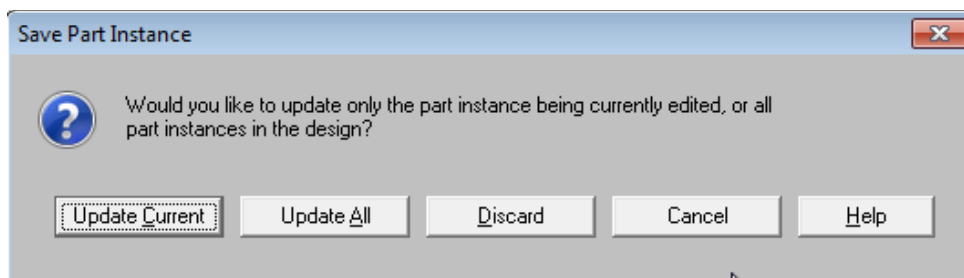 Save Part Instance
Would you like to update only the part instance being currently edited, or all
part instances in the design?
Update Current Update All Discard Cancel Help